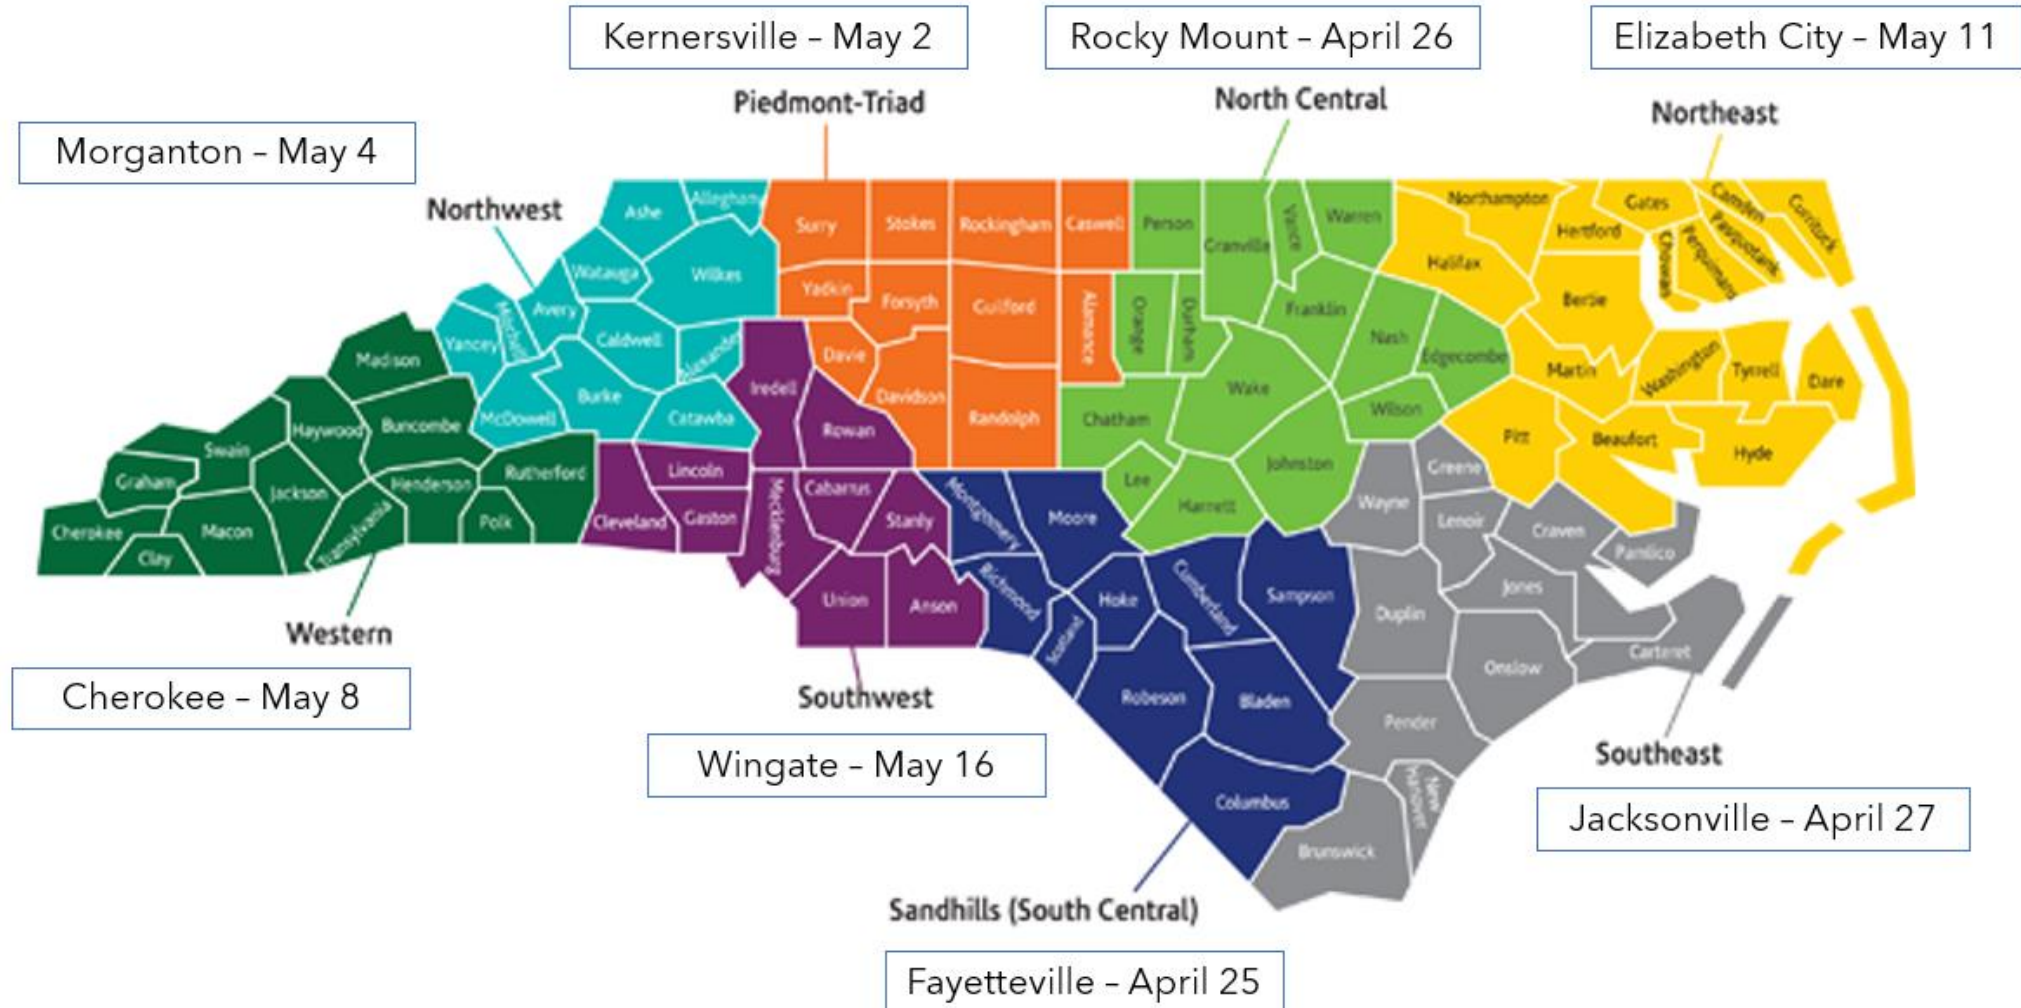 Kernersville – May 2
Rocky Mount – April 26
Elizabeth City – May 11
Piedmont-Triad
North Central
Northeast
Morganton – May 4
Northwest
Ashe
Alleghany
Surry
Stokes
Rockingham
Caswell
Person
Granville
Vance
Warren
Northampton
Gates
Camden
Currituck
Hertford
Pasquotank
Perquimans
Chowan
Watauga
Wilkes
Halifax
Bertie
Yadkin
Forsyth
Guilford
Alamance
Orange
Durham
Franklin
Nash
Edgecombe
Avery
Mitchell
Yancey
Caldwell
Alexander
Madison
Davie
Iredell
Davidson
Randolph
Martin
Washington
Tyrrell
Dare
McDowell
Burke
Catawba
Rowan
Chatham
Wake
Wilson
Swain
Haywood
Buncombe
Pitt
Beaufort
Hyde
Graham
Jackson
Henderson
Rutherford
Lincoln
Mecklenburg
Cabarrus
Montgomery
Lee
Johnston
Greene
Wayne
Cherokee
Macon
Transylvania
Polk
Cleveland
Gaston
Stanly
Moore
Harnett
Lenoir
Craven
Pamlico
Clay
Union
Anson
Richmond
Hoke
Cumberland
Sampson
Duplin
Jones
Western
Scotland
Onslow
Carteret
Cherokee – May 8
Southwest
Robeson
Bladen
Pender
Wingate – May 16
Southeast
Columbus
New Hanover
Jacksonville – April 27
Brunswick
Sandhills (South Central)
Fayetteville – April 25